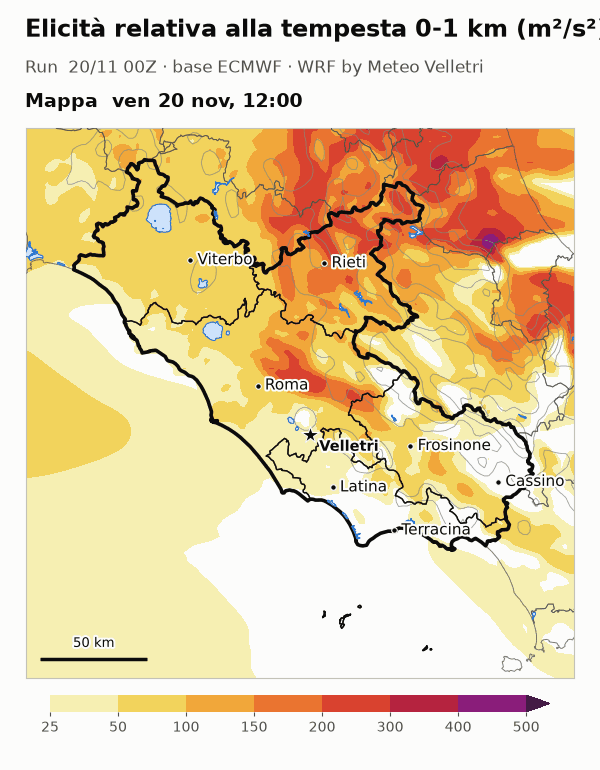 Elicità relativa alla tempesta 0-1 km (m²/s²)
Run 20/11 00Z · base ECMWF · WRF by Meteo Velletri
Mappa ven 20 nov, 12:00
Viterbo
Rieti
Roma
Velletri
Frosinone
Cassino
Latina
Terracina
50 km
25 50 100 150 200 300 400 500